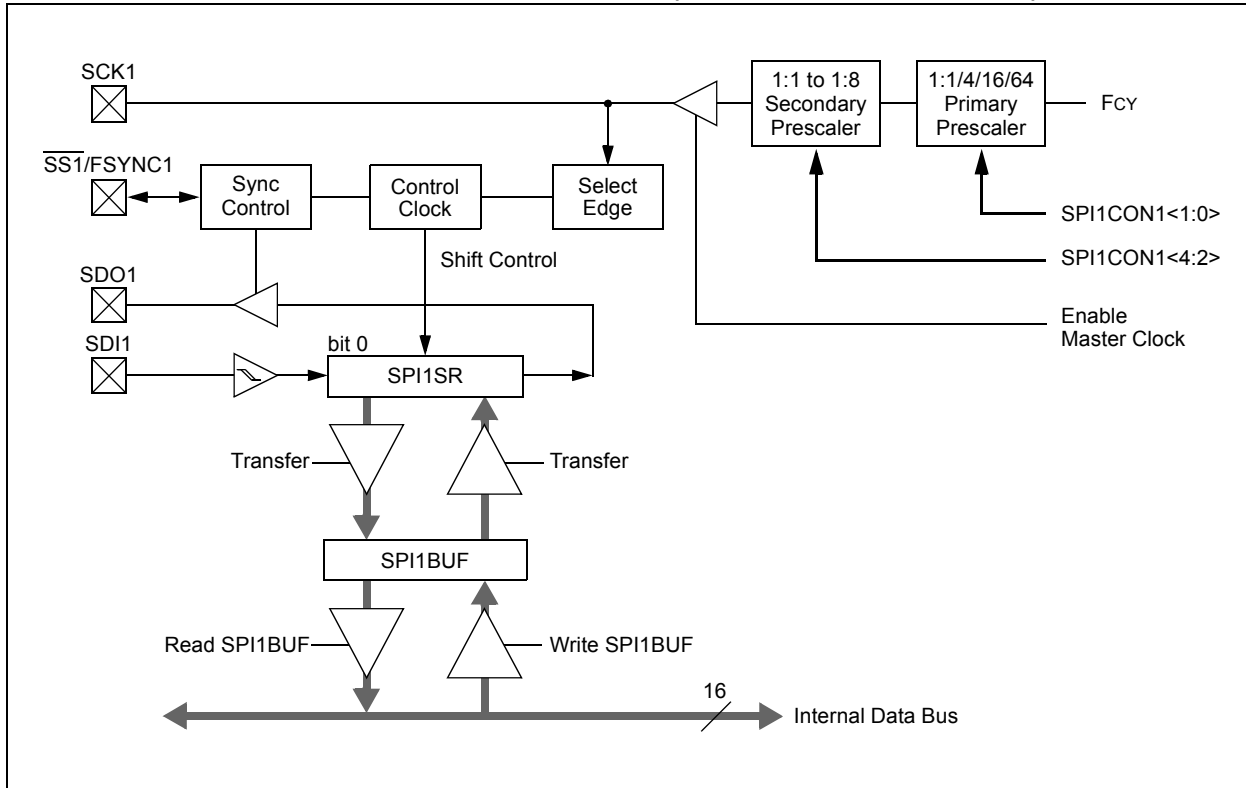 SCK1
1:1 to 1:8
Secondary
Prescaler
1:1/4/16/64
Primary
Prescaler
FCY
SS1/FSYNC1
Sync
Control
Control
Clock
Select
Edge
SPI1CON1<1:0>
SPI1CON1<4:2>
Shift Control
SDO1
Enable
Master Clock
SDI1
bit 0
SPI1SR
Transfer
Transfer
SPI1BUF
Read SPI1BUF
Write SPI1BUF
16
Internal Data Bus